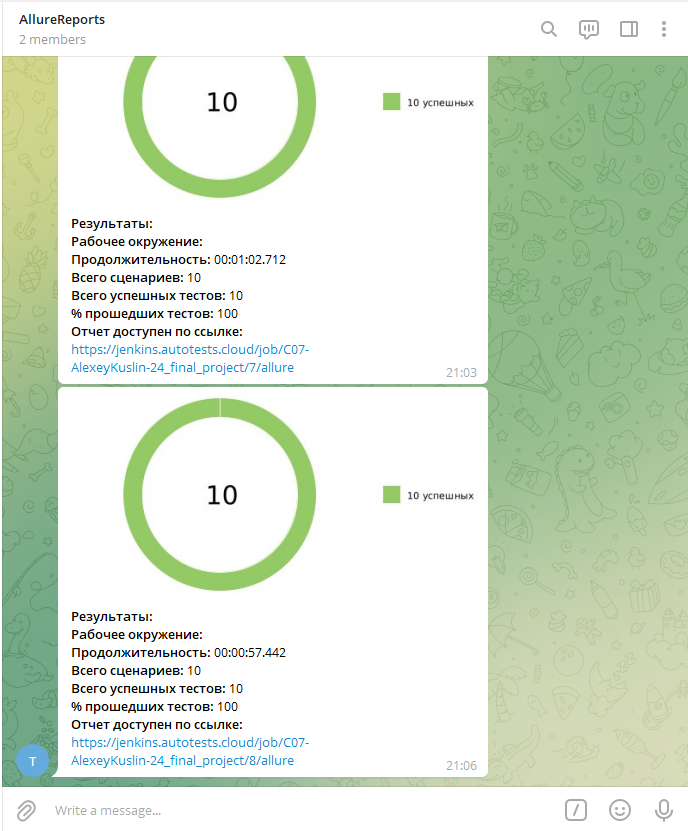 AllureReports
2 members
10
10 успешных
Результаты:
Рабочее окружение:
Продолжительность: 00:01:02.712
Всего сценариев: 10
Всего успешных тестов: 10
% прошедших тестов: 100
Отчет доступен по ссылке:
https://jenkins.autotests.cloud/job/C07-
AlexeyKuslin-24_final_project/7/allure
21:03
10
10 успешных
Результаты:
Рабочее окружение:
Продолжительность: 00:00:57.442
Всего сценариев: 10
Всего успешных тестов: 10
% прошедших тестов: 100
Отчет доступен по ссылке:
https://jenkins.autotests.cloud/job/C07-
AlexeyKuslin-24_final_project/8/allure
21:06
T
Write a message...